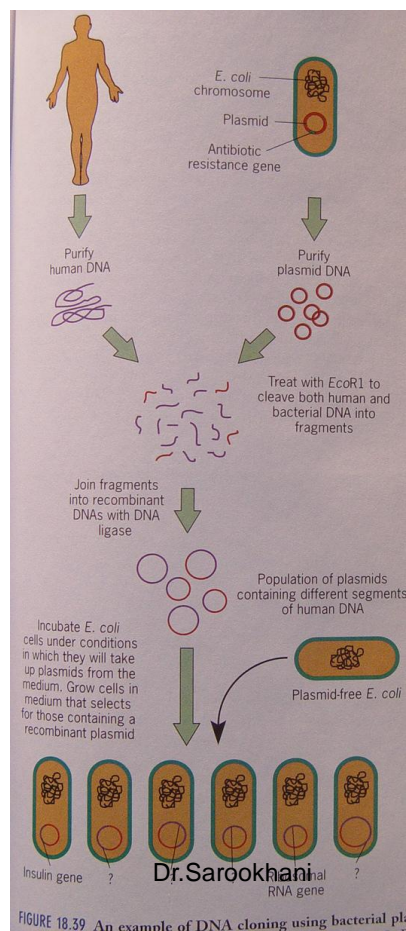 E. coli
chromosome
Plasmid
Antibiotic
resistance gene
Purify
human DNA
Purify
plasmid DNA
Treat with EcoR1 to
cleave both human and
bacterial DNA into
fragments
Join fragments
into recombinant
DNAs with DNA
ligase
Population of plasmids
containing different segments
of human DNA
Incubate E. coli
cells under conditions
in which they will take
up plasmids from the
medium. Grow cells in
medium that selects
for those containing a
recombinant plasmid
Plasmid-free E. coli
Insulin gene
?
Dr.Sarookhani
RNA gene
?
FIGURE 18.39 An example of DNA cloning using bacterial